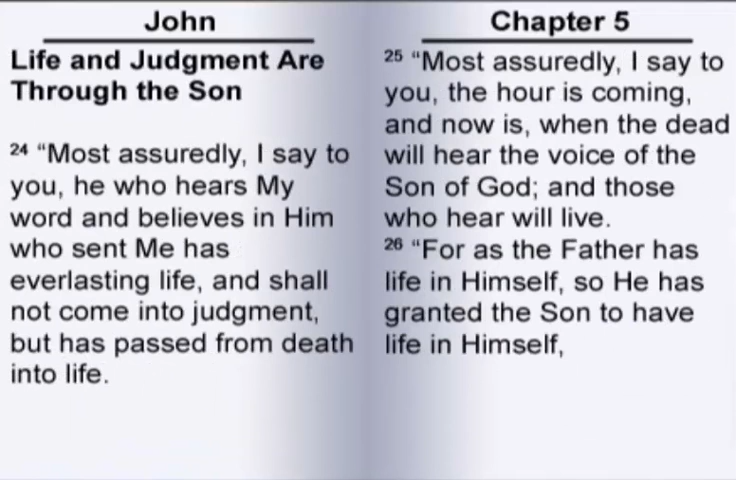 John
Life and Judgment Are
Through the Son
24 “Most assuredly, I say to
you, he who hears My
word and believes in Him
who sent Me has
everlasting life, and shall
not come into judgment,
but has passed from death
into life.
Chapter 5
25 “Most assuredly, I say to
you, the hour is coming,
and now is, when the dead
will hear the voice of the
Son of God; and those
who hear will live.
26 “For as the Father has
life in Himself, so He has
granted the Son to have
life in Himself,